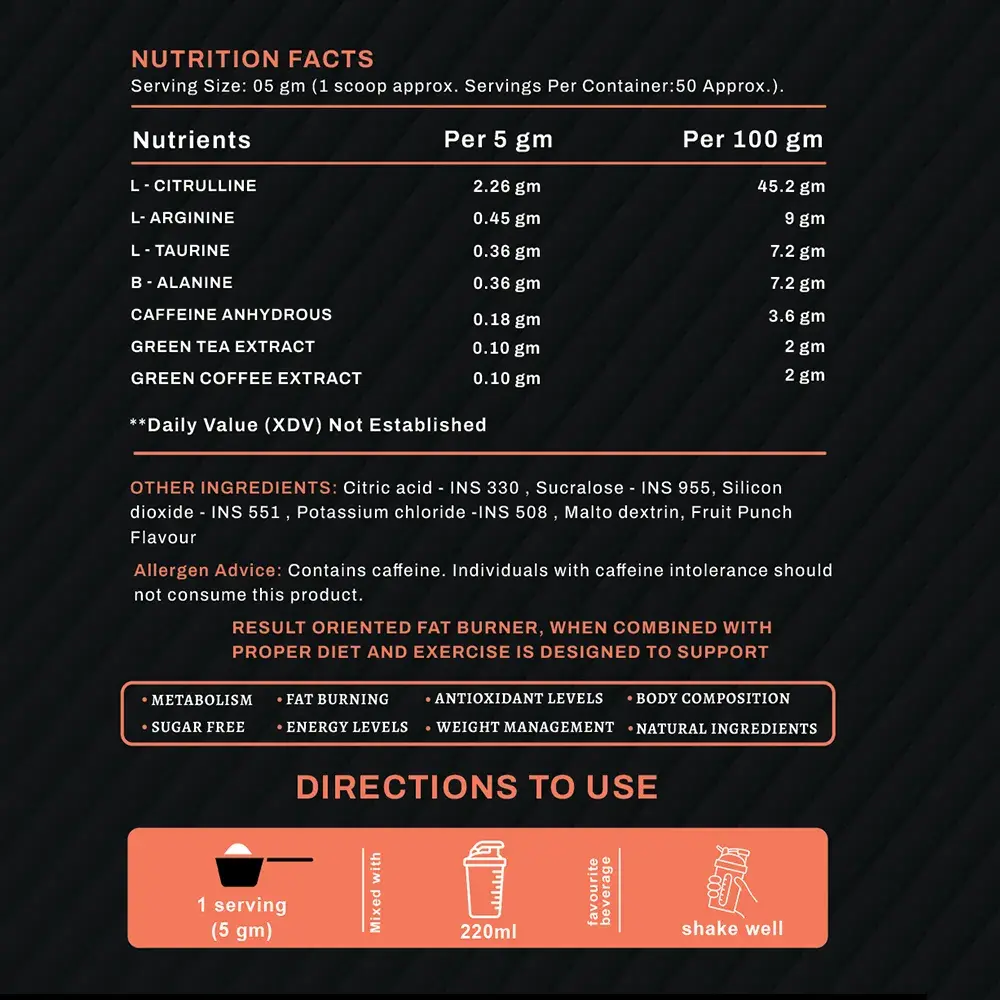 NUTRITION FACTS
Serving Size: 05 gm (1 scoop approx. Servings Per Container:50 Approx.).
Nutrients Per 5 gm Per 100 gm
L - CITRULLINE 2.26 gm 45.2 gm
L- ARGININE 0.45 gm 9 gm
L - TAURINE 0.36 gm 7.2 gm
B - ALANINE 0.36 gm 7.2 gm
CAFFEINE ANHYDROUS 0.18 gm 3.6 gm
GREEN TEA EXTRACT 0.10 gm 2 gm
GREEN COFFEE EXTRACT 0.10 gm 2 gm
**Daily Value (XDV) Not Established
OTHER INGREDIENTS: Citric acid - INS 330 , Sucralose - INS 955, Silicon
dioxide - INS 551 , Potassium chloride -INS 508 , Malto dextrin, Fruit Punch
Flavour
Allergen Advice: Contains caffeine. Individuals with caffeine intolerance should
not consume this product.
RESULT ORIENTED FAT BURNER, WHEN COMBINED WITH
PROPER DIET AND EXERCISE IS DESIGNED TO SUPPORT
• METABOLISM • FAT BURNING • ANTIOXIDANT LEVELS • BODY COMPOSITION
• SUGAR FREE • ENERGY LEVELS • WEIGHT MANAGEMENT • NATURAL INGREDIENTS
DIRECTIONS TO USE
1 serving
(5 gm)
Mixed with
220ml
favourite
beverage
shake well